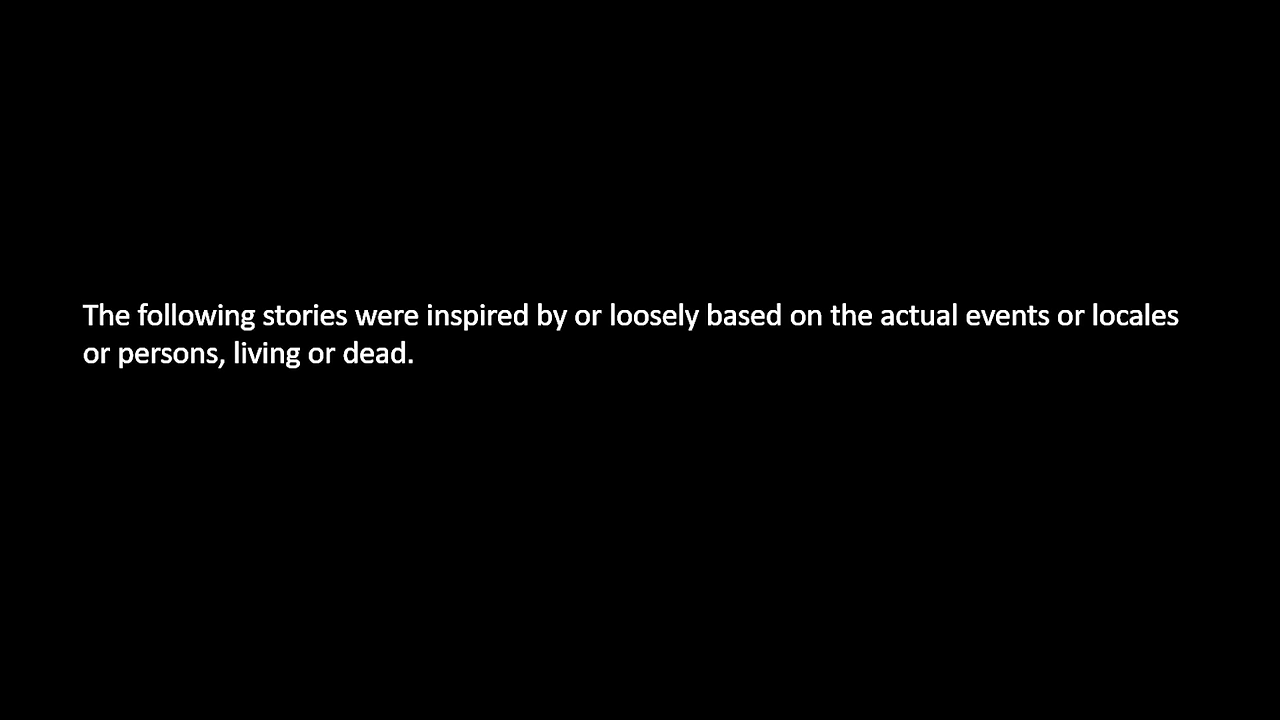 The following stories were inspired by or loosely based on the actual events or locales
or persons, living or dead.